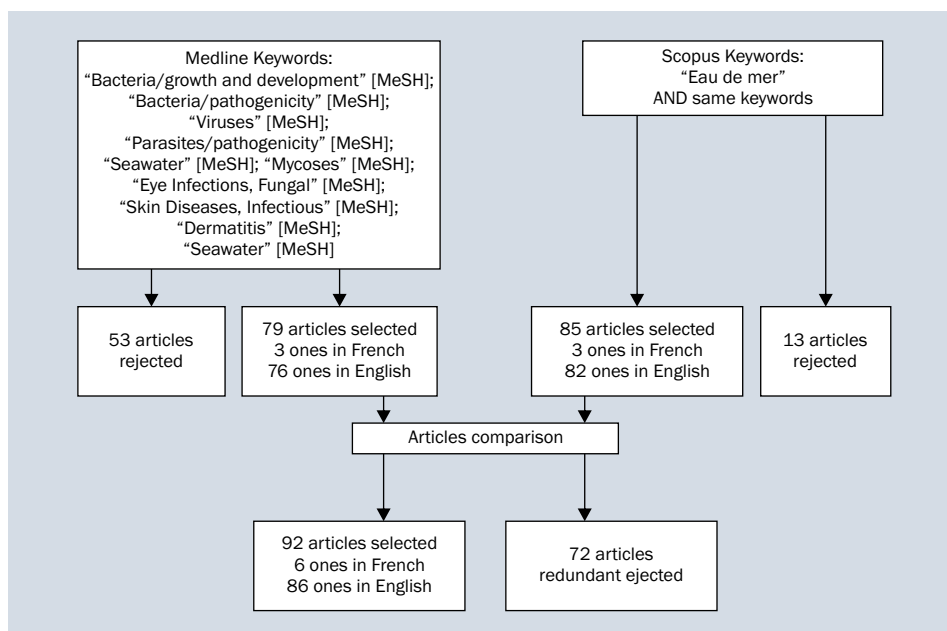 Medline Keywords:
“Bacteria/growth and development” [MeSH];
“Bacteria/pathogenicity” [MeSH];
“Viruses” [MeSH];
“Parasites/pathogenicity” [MeSH];
“Seawater” [MeSH]; “Mycoses” [MeSH];
“Eye Infections, Fungal” [MeSH];
“Skin Diseases, Infectious” [MeSH];
“Dermatitis” [MeSH];
“Seawater” [MeSH]
Scopus Keywords:
“Eau de mer”
AND same keywords
53 articles
rejected
79 articles selected
3 ones in French
76 ones in English
85 articles selected
3 ones in French
82 ones in English
13 articles
rejected
Articles comparison
92 articles selected
6 ones in French
86 ones in English
72 articles
redundant ejected